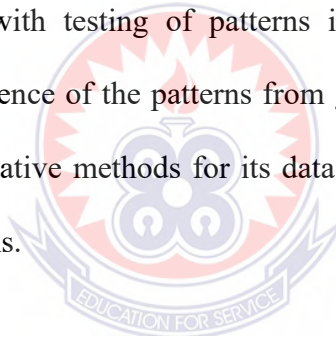 with testing of patterns i
ence of the patterns from
ative methods for its data
s.
EDUCATION FOR SERVICE